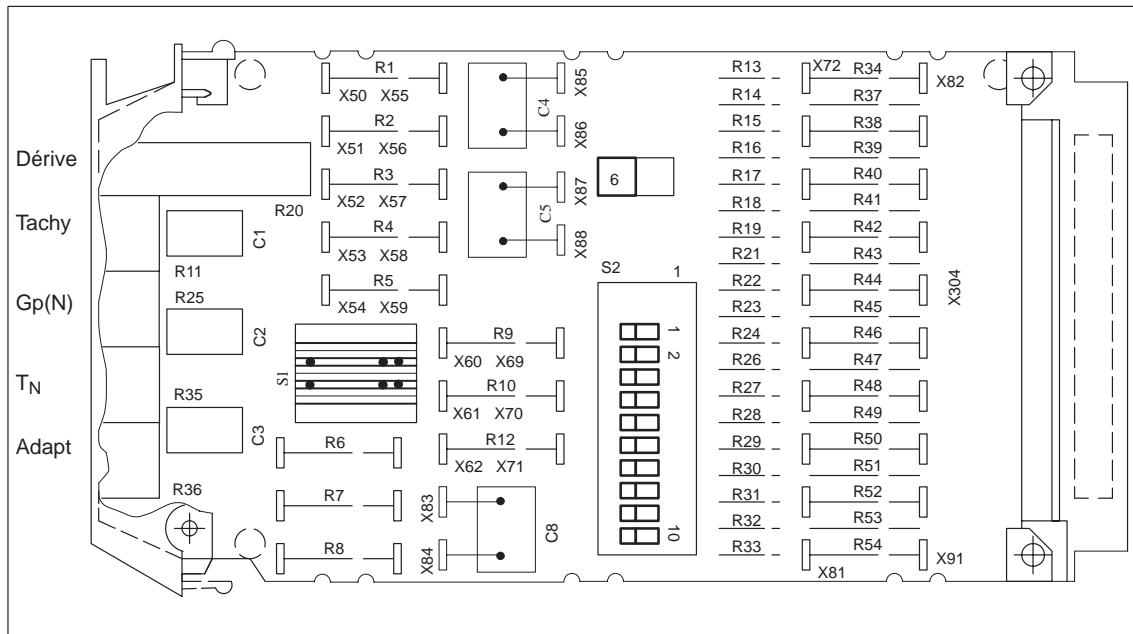 Dérive
Tachy
Gp(N)
TN
Adapt
R20
C1
R11
R25
C2
R35
C3
R36
R1
X50 X55
R2
X51 X56
R3
X52 X57
R4
X53 X58
R5
X54 X59
S1
R6
R7
R8
C4
X85
X86
C5
X87
X88
R9
X60 X69
R10
X61 X70
R12
X62 X71
X83
X84
C8
6
S2 1
1
2
10
R13
R14
R15
R16
R17
R18
R19
R21
R22
R23
R24
R26
R27
R28
R29
R30
R31
R32
R33
X72
R34
R37
R38
R39
R40
R41
R42
R43
R44
R45
R46
R47
R48
R49
R50
R51
R52
R53
R54
X81
X82
X304
X91